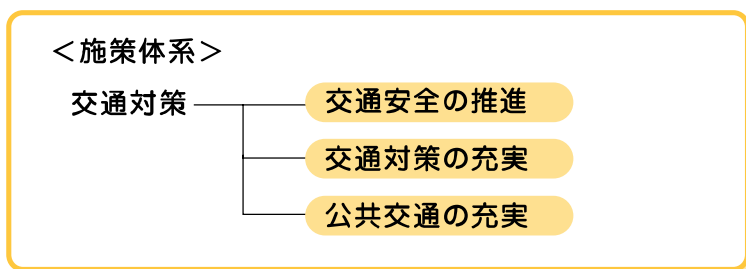 ＜施策体系＞
交通対策
交通安全の推進
交通対策の充実
公共交通の充実